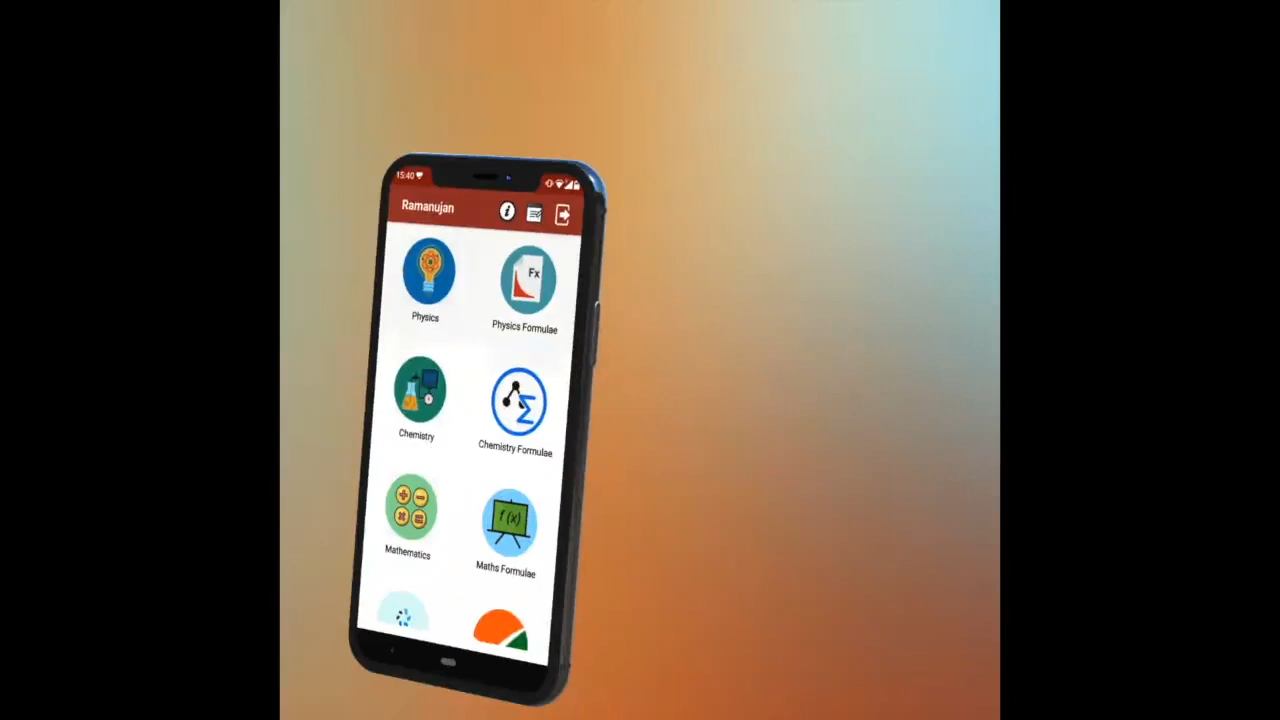 15:40
Ramanujan
Physics
Fx
Physics Formulae
Chemistry
Chemistry Formulae
Mathematics
f(x)
Maths Formulae